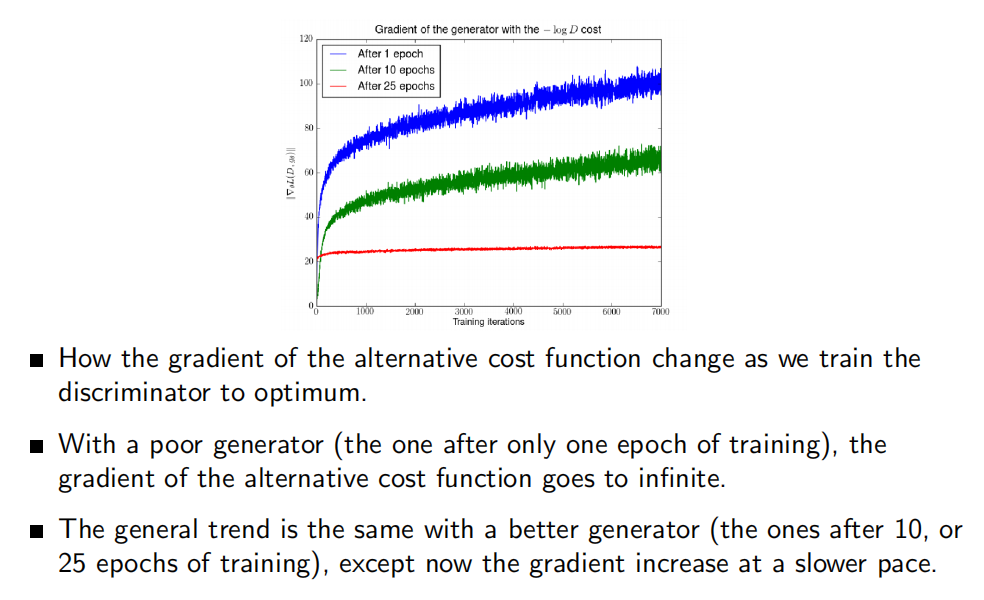 Gradient of the generator with the − log D cost
120
After 1 epoch
After 10 epochs
After 25 epochs
100
80
60
40
20
0
‖∇θL(D, gθ)‖
0 1000 2000 3000 4000 5000 6000 7000
Training iterations
How the gradient of the alternative cost function change as we train the
discriminator to optimum.
With a poor generator (the one after only one epoch of training), the
gradient of the alternative cost function goes to infinite.
The general trend is the same with a better generator (the ones after 10, or
25 epochs of training), except now the gradient increase at a slower pace.